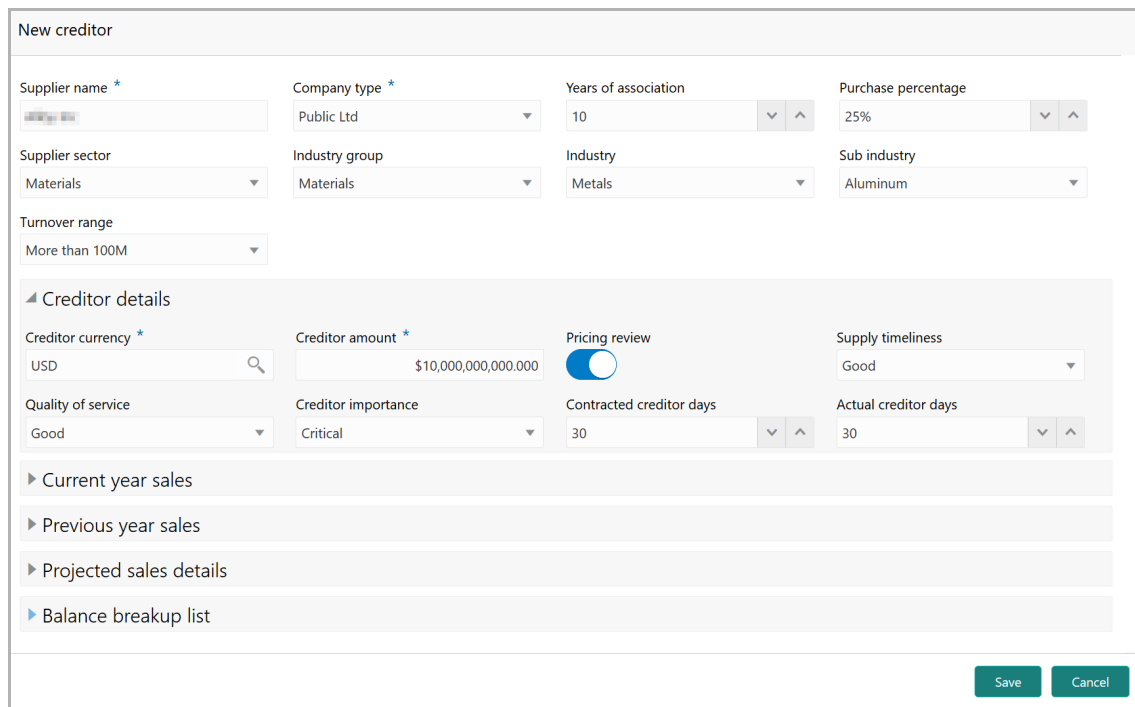 New creditor
Supplier name * Company type * Years of association Purchase percentage
Public Ltd 10 25%
Supplier sector Industry group Industry Sub industry
Materials Materials Metals Aluminum
Turnover range
More than 100M
Creditor details
Creditor currency * Creditor amount * Pricing review Supply timeliness
USD $10,000,000,000.000 Good
Quality of service Creditor importance Contracted creditor days Actual creditor days
Good Critical 30 30
Current year sales
Previous year sales
Projected sales details
Balance breakup list
Save Cancel